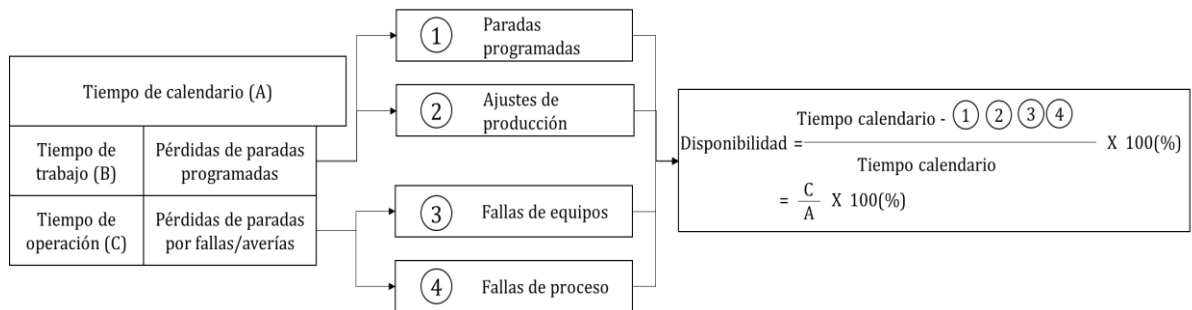 Tiempo de calendario (A)
Tiempo de
trabajo (B)
Pérdidas de paradas
programadas
Tiempo de
operación (C)
Pérdidas de paradas
por fallas/averías
1
Paradas
programadas
2
Ajustes de
producción
3
Fallas de equipos
4
Fallas de proceso
Tiempo calendario - 1 2 3 4
Disponibilidad = X 100(%)
Tiempo calendario
= C/A X 100(%)